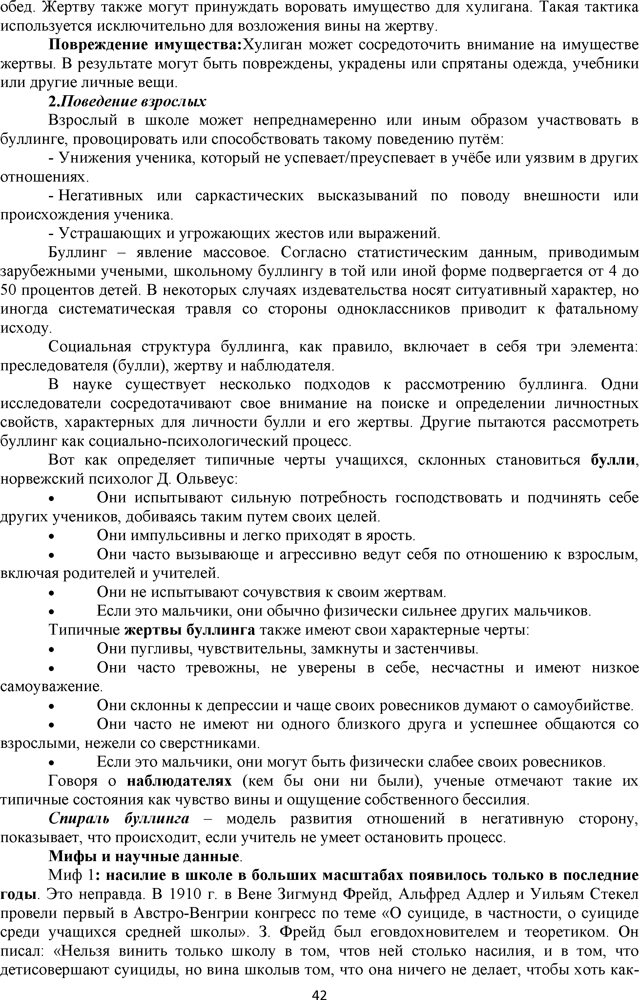 обед. Жертву также могут принуждать воровать имущество для хулигана. Такая тактика
используется исключительно для возложения вины на жертву.
Повреждение имущества:Хулиган может сосредоточить внимание на имуществе
жертвы. В результате могут быть повреждены, украдены или спрятаны одежда, учебники
или другие личные вещи.
2.Поведение взрослых
Взрослый в школе может непреднамеренно или иным образом участвовать в
буллинге, провоцировать или способствовать такому поведению путём:
- Унижения ученика, который не успевает/преуспевает в учёбе или уязвим в других
отношениях.
- Негативных или саркастических высказываний по поводу внешности или
происхождения ученика.
- Устрашающих и угрожающих жестов или выражений.
Буллинг – явление массовое. Согласно статистическим данным, приводимым
зарубежными учеными, школьному буллингу в той или иной форме подвергается от 4 до
50 процентов детей. В некоторых случаях издевательства носят ситуативный характер, но
иногда систематическая травля со стороны одноклассников приводит к фатальному
исходу.
Социальная структура буллинга, как правило, включает в себя три элемента:
преследователя (булли), жертву и наблюдателя.
В науке существует несколько подходов к рассмотрению буллинга. Одни
исследователи сосредотачивают свое внимание на поиске и определении личностных
свойств, характерных для личности булли и его жертвы. Другие пытаются рассмотреть
буллинг как социально-психологический процесс.
Вот как определяет типичные черты учащихся, склонных становиться булли,
норвежский психолог Д. Ольвеус:
• Они испытывают сильную потребность господствовать и подчинять себе
других учеников, добиваясь таким путем своих целей.
• Они импульсивны и легко приходят в ярость.
• Они часто вызывающе и агрессивно ведут себя по отношению к взрослым,
включая родителей и учителей.
• Они не испытывают сочувствия к своим жертвам.
• Если это мальчики, они обычно физически сильнее других мальчиков.
Типичные жертвы буллинга также имеют свои характерные черты:
• Они пугливы, чувствительны, замкнуты и застенчивы.
• Они часто тревожны, не уверены в себе, несчастны и имеют низкое
самоуважение.
• Они склонны к депрессии и чаще своих ровесников думают о самоубийстве.
• Они часто не имеют ни одного близкого друга и успешнее общаются со
взрослыми, нежели со сверстниками.
• Если это мальчики, они могут быть физически слабее своих ровесников.
Говоря о наблюдателях (кем бы они ни были), ученые отмечают такие их
типичные состояния как чувство вины и ощущение собственного бессилия.
Спираль буллинга – модель развития отношений в негативную сторону,
показывает, что происходит, если учитель не умеет остановить процесс.
Мифы и научные данные.
Миф 1: насилие в школе в больших масштабах появилось только в последние
годы. Это неправда. В 1910 г. в Вене Зигмунд Фрейд, Альфред Адлер и Уильям Стекел
провели первый в Австро-Венгрии конгресс по теме «О суициде, в частности, о суициде
среди учащихся средней школы». З. Фрейд был еговдохновителем и теоретиком. Он
писал: «Нельзя винить только школу в том, чтов ней столько насилия, и в том, что
детисовершают суициды, но вина школыв том, что она ничего не делает, чтобы хоть как-
42